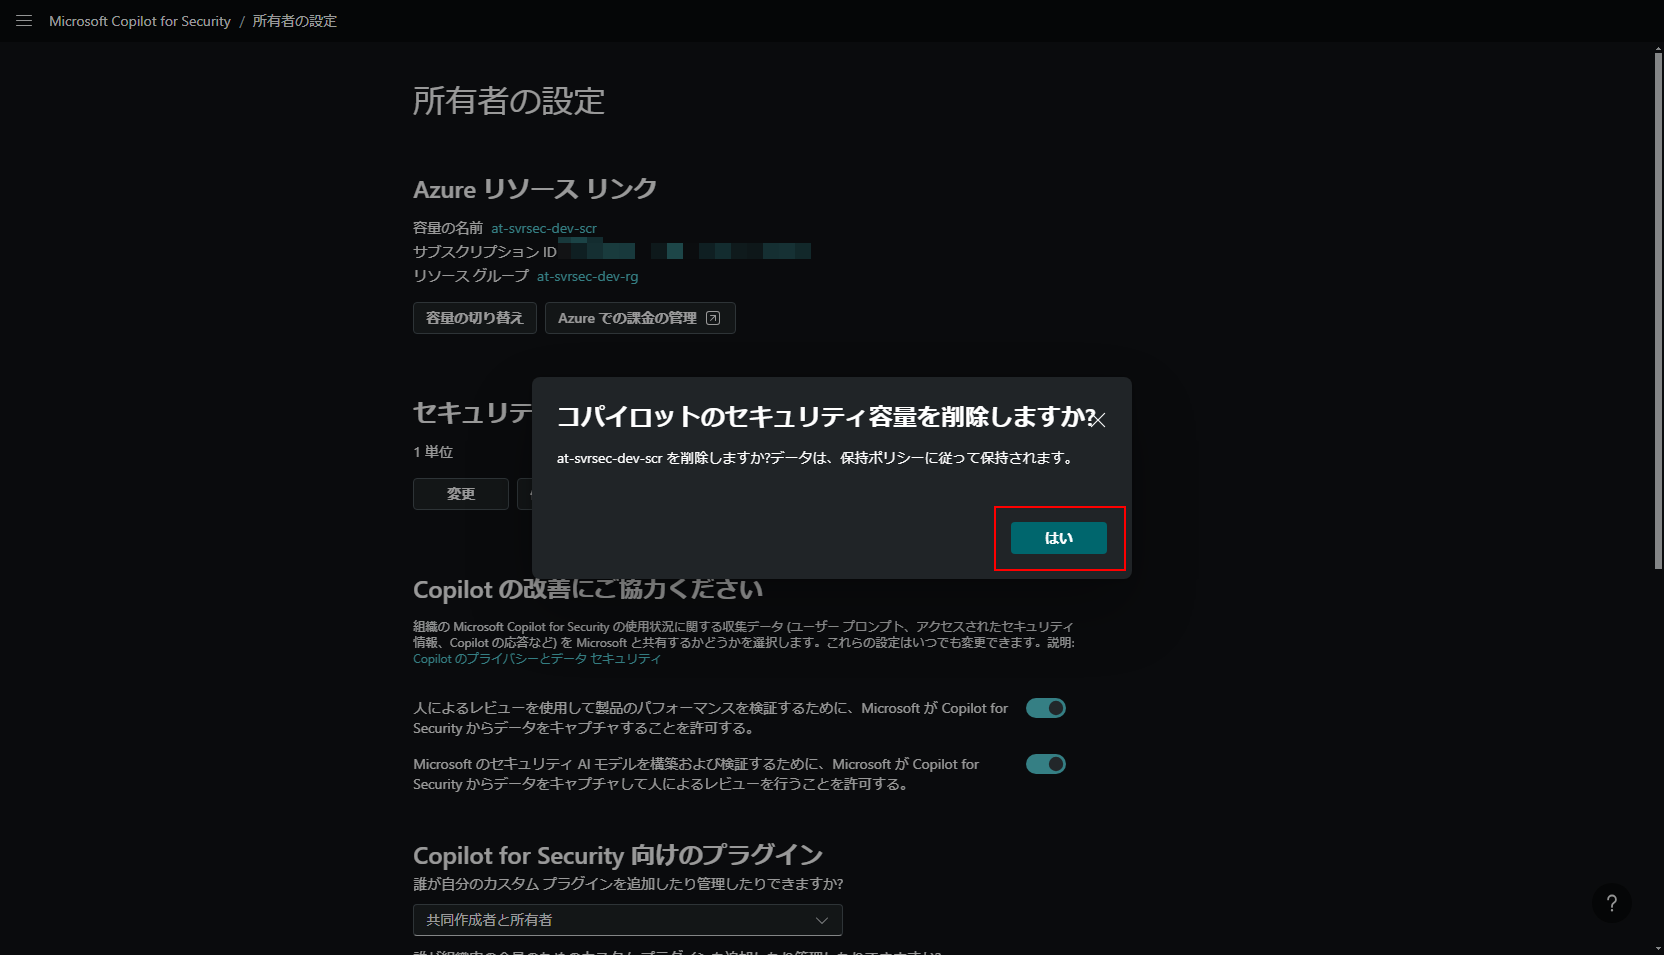 Microsoft Copilot for Security / 所有者の設定
所有者の設定
Azure リソース リンク
容量の名前 at-svrsec-dev-scr
サブスクリプション ID
リソース グループ at-svrsec-dev-rg
容量の切り替え Azure での課金の管理
セキュリテ
1 単位
変更
コパイロットのセキュリティ容量を削除しますか?
at-svrsec-dev-scr を削除しますか?データは、保持ポリシーに従って保持されます。
はい
Copilot の改善にご協力ください
組織の Microsoft Copilot for Security の使用状況に関する収集データ (ユーザー プロンプト、アクセスされたセキュリティ
情報、Copilot の応答など) を Microsoft と共有するかどうかを選択します。これらの設定はいつでも変更できます。説明:
Copilot のプライバシーとデータ セキュリティ
人によるレビューを使用して製品のパフォーマンスを検証するために、Microsoft が Copilot for
Security からデータをキャプチャすることを許可する。
Microsoft のセキュリティ AI モデルを構築および検証するために、Microsoft が Copilot for
Security からデータをキャプチャして人によるレビューを行うことを許可する。
Copilot for Security 向けのプラグイン
誰が自分のカスタム プラグインを追加したり管理したりできますか?
共同作成者と所有者
?